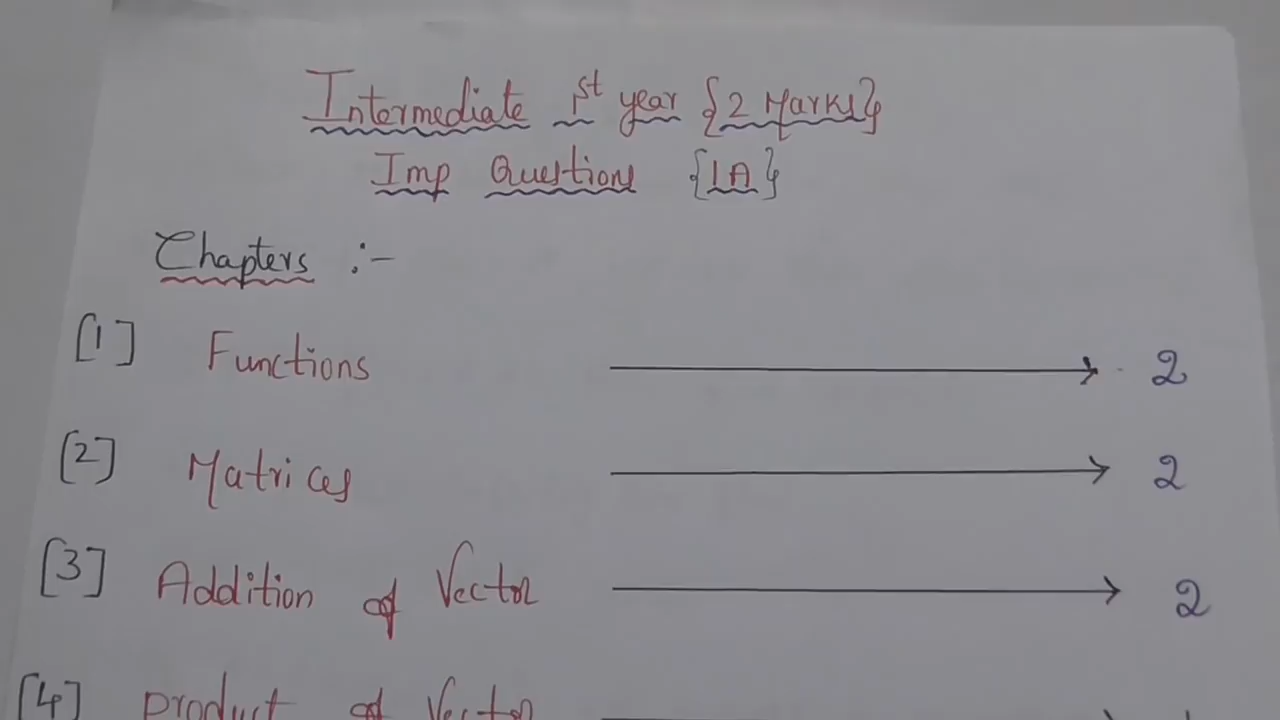 Intermediate 1st year {2 Marks}
Imp Questions {1A}
Chapters :-
[1] Functions → 2
[2] Matrices → 2
[3] Addition of Vector → 2
[4] Product of Vector